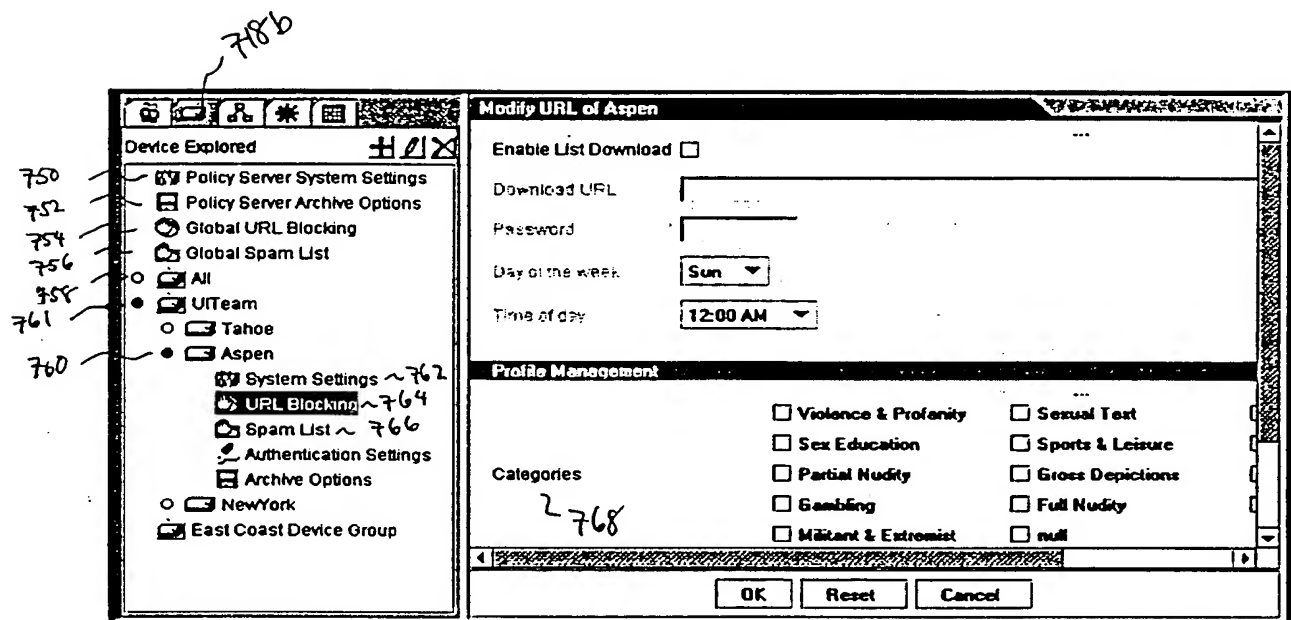 718b
Modify URL of Aspen
Device Explored
Enable List Download
750 Policy Server System Settings
752 Policy Server Archive Options
754 Global URL Blocking
756 Global Spam List
758 All
761 UITeam
Tahoe
760 Aspen
System Settings ~762
URL Blocking ~764
Spam List ~ 766
Authentication Settings
Archive Options
NewYork
East Coast Device Group
Download URL
Password
Day of the week Sun
Time of day 12:00 AM
Profile Management
Violence & Profanity Sexual Text
Sex Education Sports & Leisure
Categories Partial Nudity Gross Depictions
768 Gambling Full Nudity
Militant & Extremist null
OK Reset Cancel